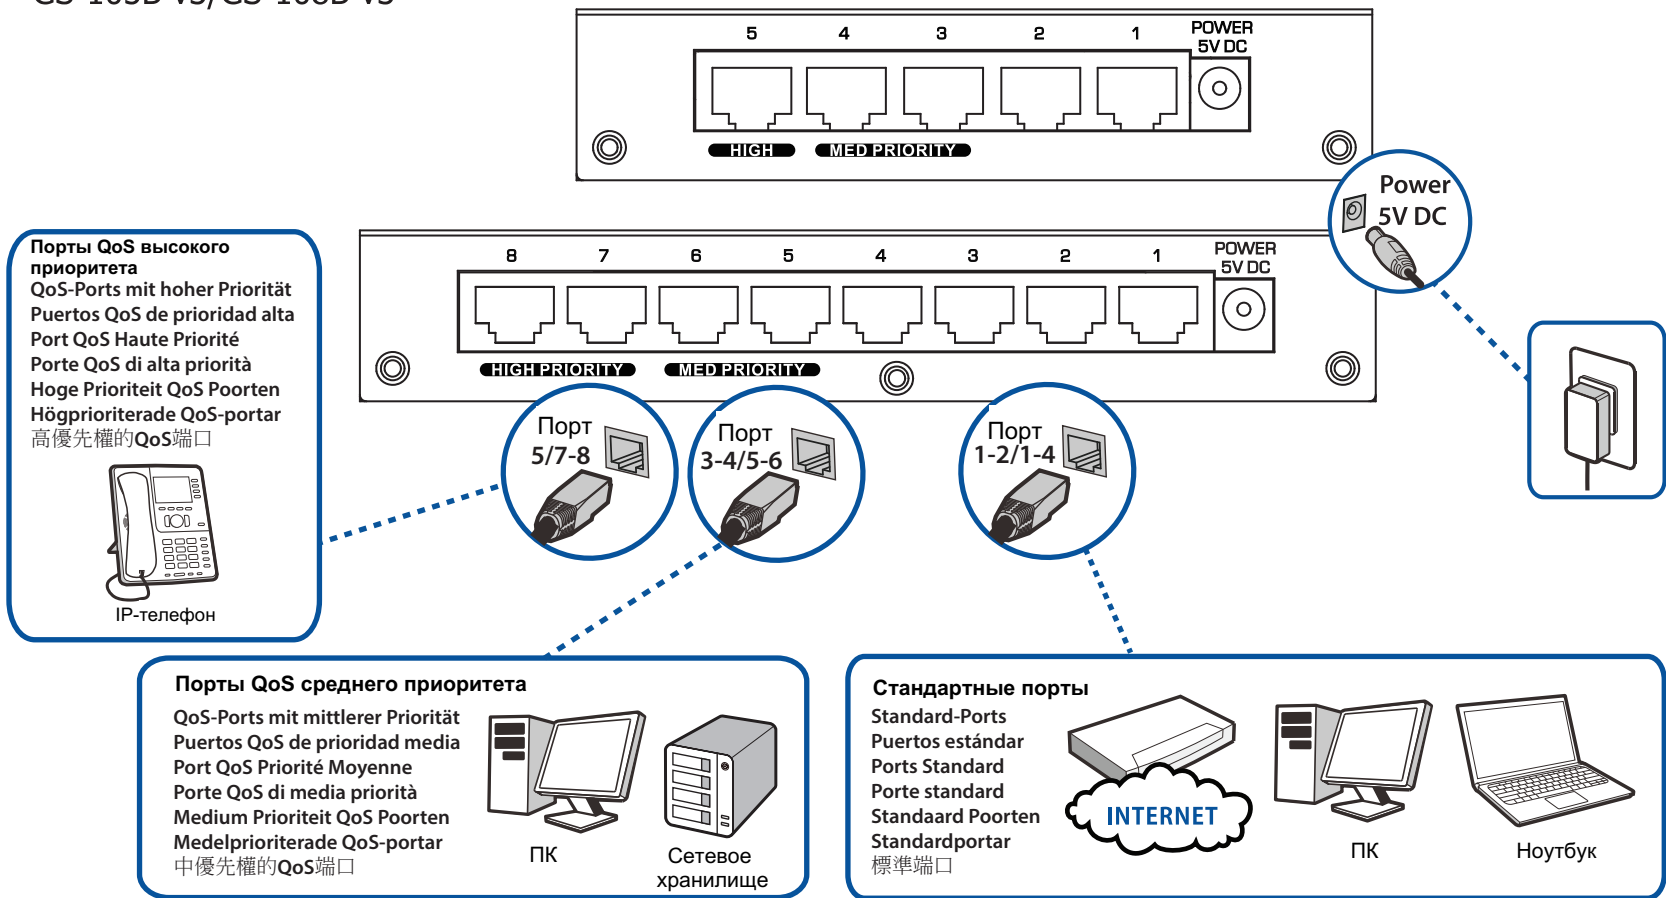 GS-105B v3/GS-108B v3
5 4 3 2 1 POWER
5V DC
HIGH MED PRIORITY
Power
5V DC
8 7 6 5 4 3 2 1 POWER
5V DC
HIGH PRIORITY MED PRIORITY
Порты QoS высокого
приоритета
QoS-Ports mit hoher Priorität
Puertos QoS de prioridad alta
Port QoS Haute Priorité
Porte QoS di alta priorità
Hoge Prioriteit QoS Poorten
Högprioriterade QoS-portar
高優先權的QoS端口
IP-телефон
Порт
5/7-8
Порт
3-4/5-6
Порт
1-2/1-4
Порты QoS среднего приоритета
QoS-Ports mit mittlerer Priorität
Puertos QoS de prioridad media
Port QoS Priorité Moyenne
Porte QoS di media priorità
Medium Prioriteit QoS Poorten
Medelprioriterade QoS-portar
中優先權的QoS端口
ПК
Сетевое
хранилище
Стандартные порты
Standard-Ports
Puertos estándar
Ports Standard
Porte standard
Standaard Poorten
Standardportar
標準端口
INTERNET
ПК
Ноутбук